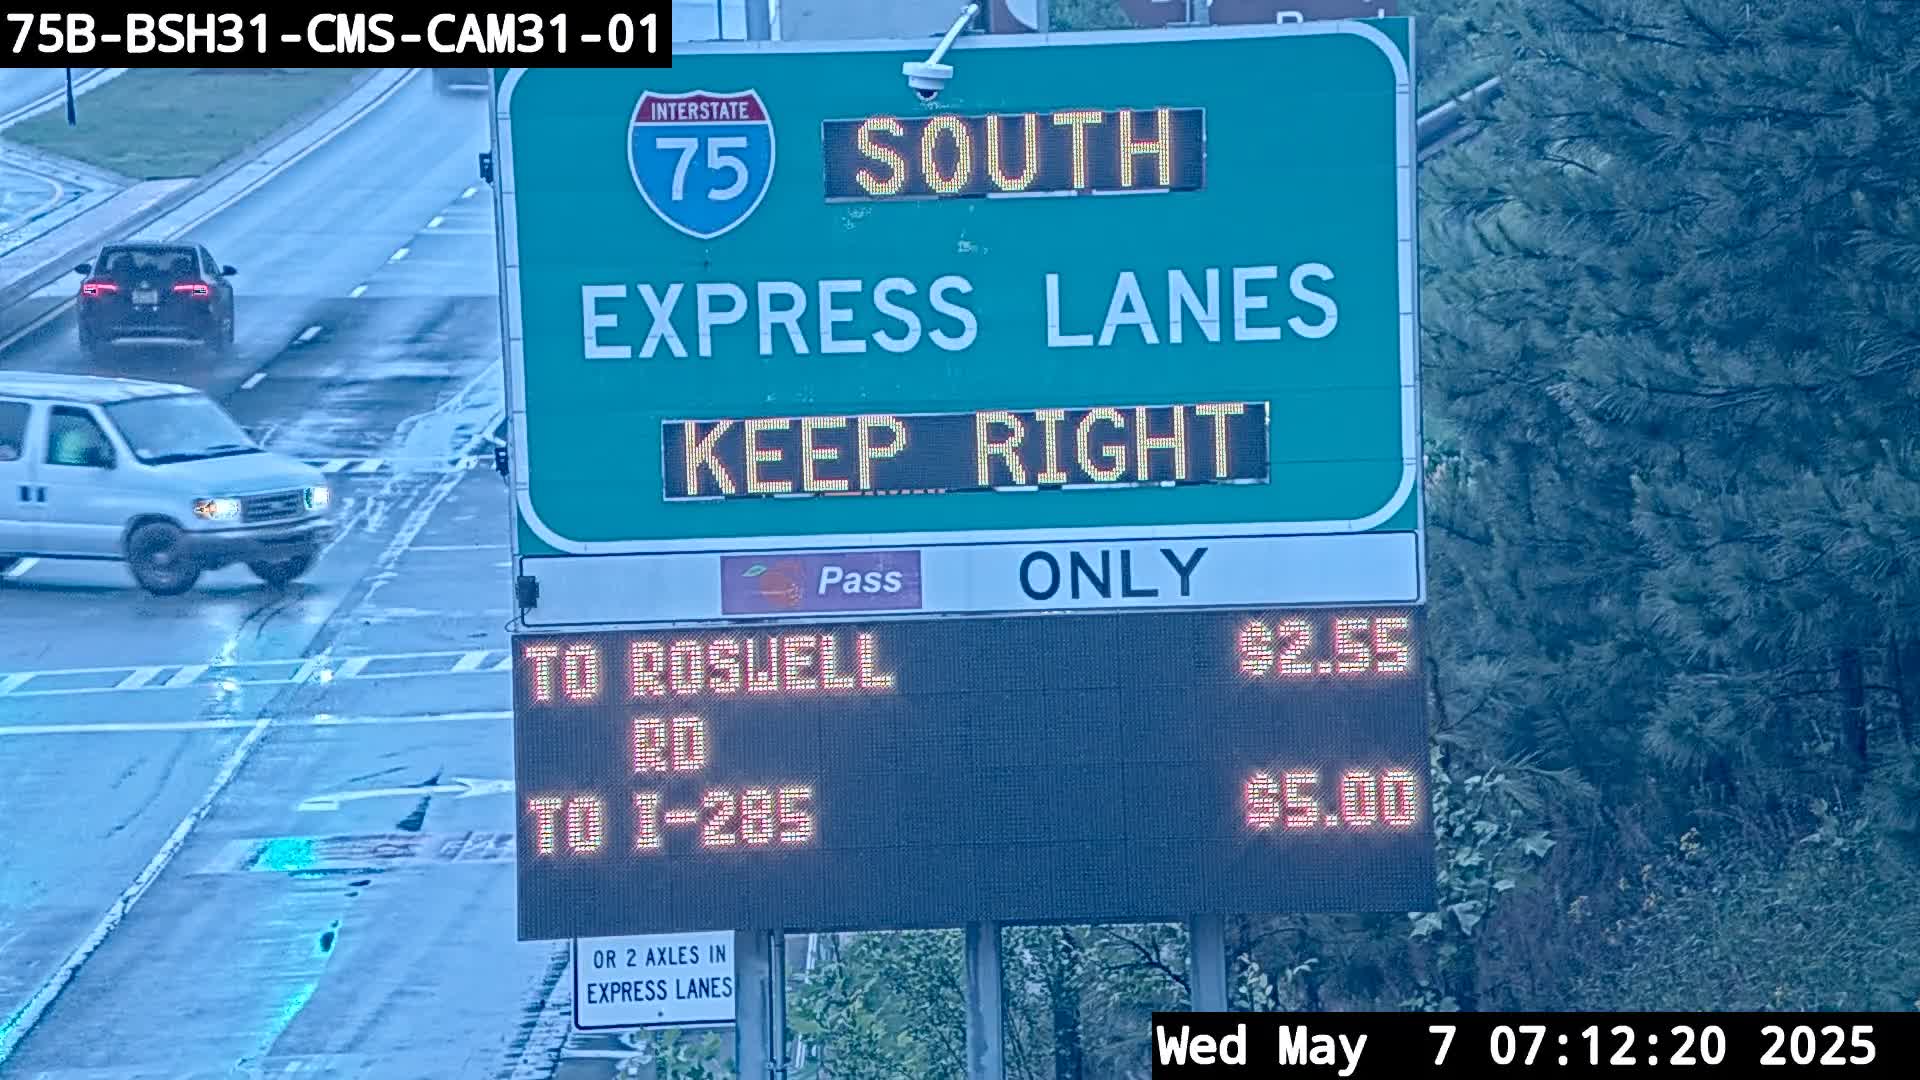 75B-BSH31-CMS-CAM31-01
INTERSTATE
75
SOUTH
EXPRESS LANES
KEEP RIGHT
Pass ONLY
TO ROSWELL $2.55
RD
TO I-285 $5.00
OR 2 AXLES IN
EXPRESS LANES
Wed May 7 07:12:20 2025